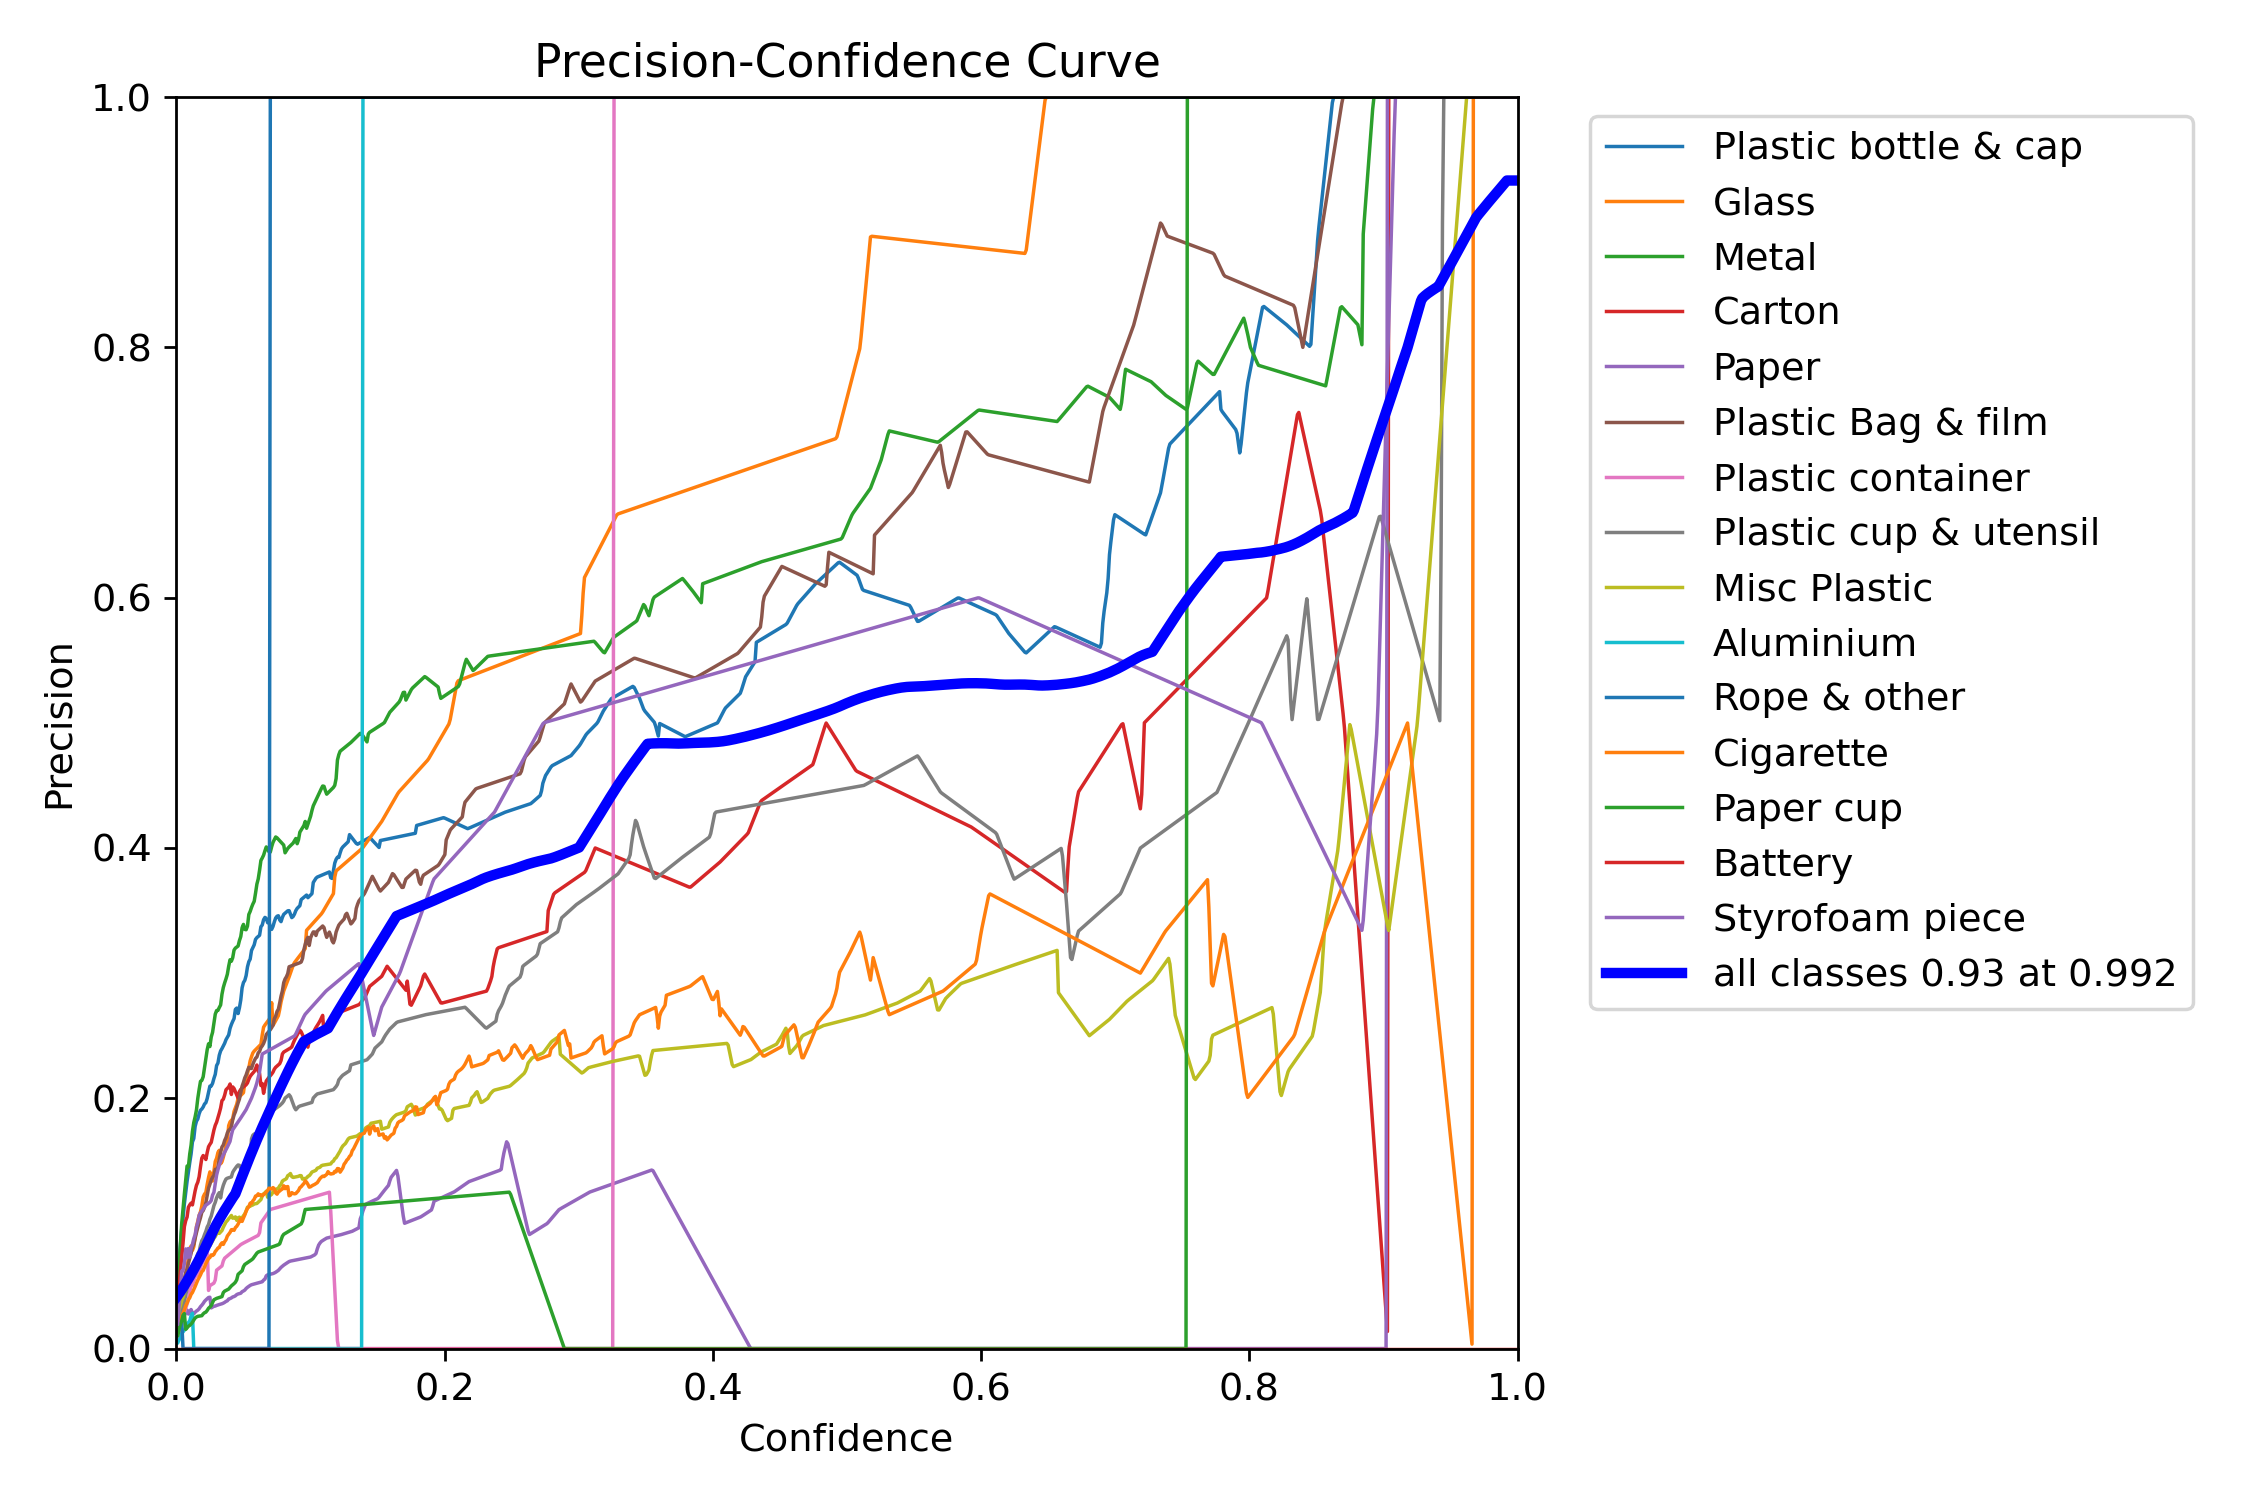 Precision-Confidence Curve
1.0
0.8
0.6
0.4
0.2
0.0
Precision
0.0 0.2 0.4 0.6 0.8 1.0
Confidence
Plastic bottle & cap
Glass
Metal
Carton
Paper
Plastic Bag & film
Plastic container
Plastic cup & utensil
Misc Plastic
Aluminium
Rope & other
Cigarette
Paper cup
Battery
Styrofoam piece
all classes 0.93 at 0.992